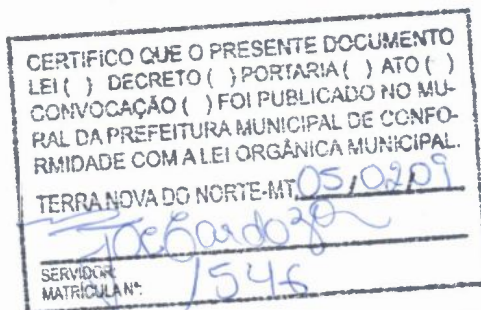 CERTIFICO QUE O PRESENTE DOCUMENTO
LEI ( ) DECRETO ( ) PORTARIA ( ) ATO ( )
CONVOCAÇÃO ( ) FOI PUBLICADO NO MU-
RAL DA PREFEITURA MUNICIPAL DE CONFO-
RMIDADE COM A LEI ORGÂNICA MUNICIPAL.
TERRA NOVA DO NORTE-MT 05/02/09
SERVIDOR:
MATRICULA Nº: 1546